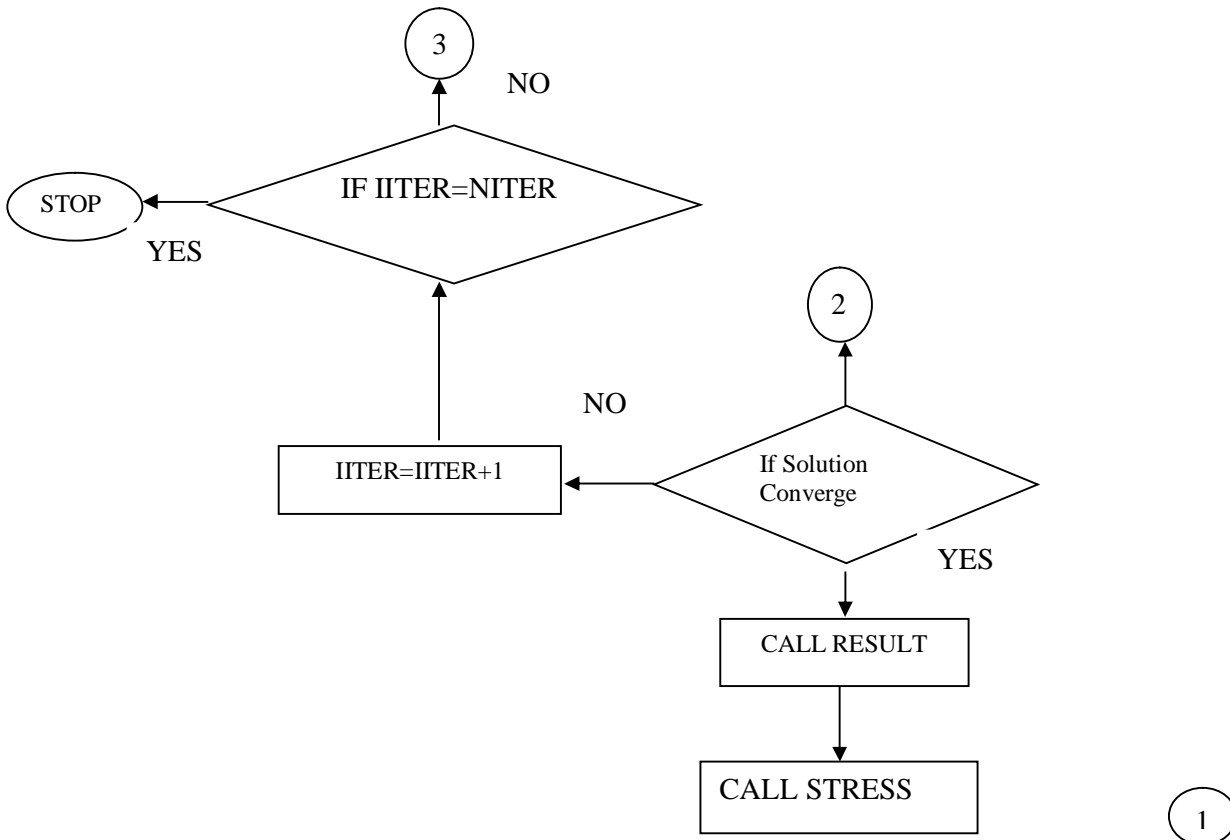 3
NO
IF IITER=NITER
STOP
YES
2
NO
If Solution
Converge
IITER=IITER+1
YES
CALL RESULT
CALL STRESS
1